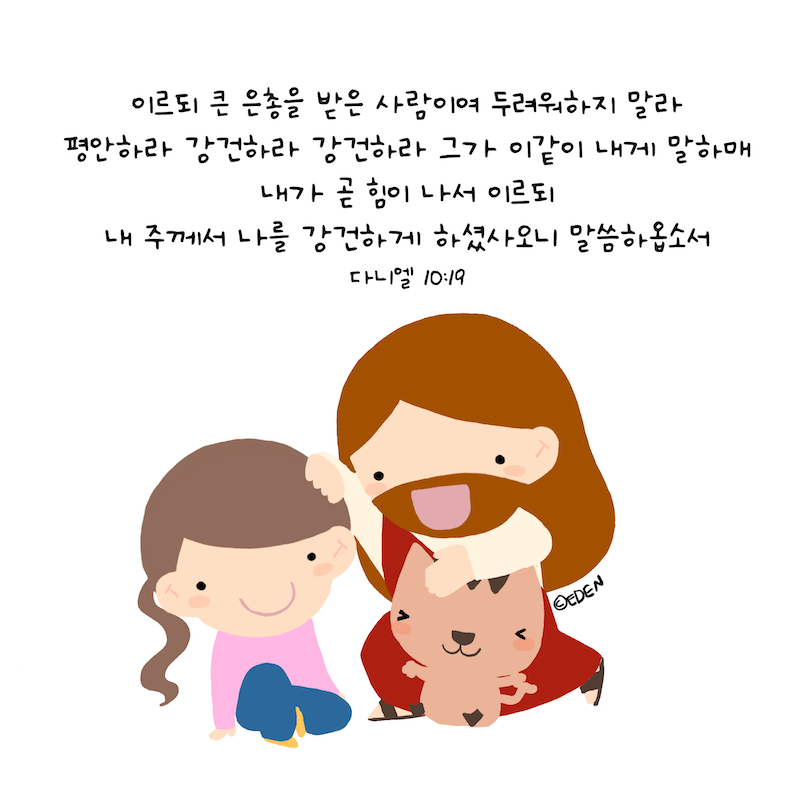 이르되 큰 은총을 받은 사람이여 두려워하지 말라
평안하라 강건하라 강건하라 그가 이같이 내게 말하매
내가 곧 힘이 나서 이르되
내 주께서 나를 강건하게 하셨사오니 말씀하옵소서
다니엘 10:19
©EDEN